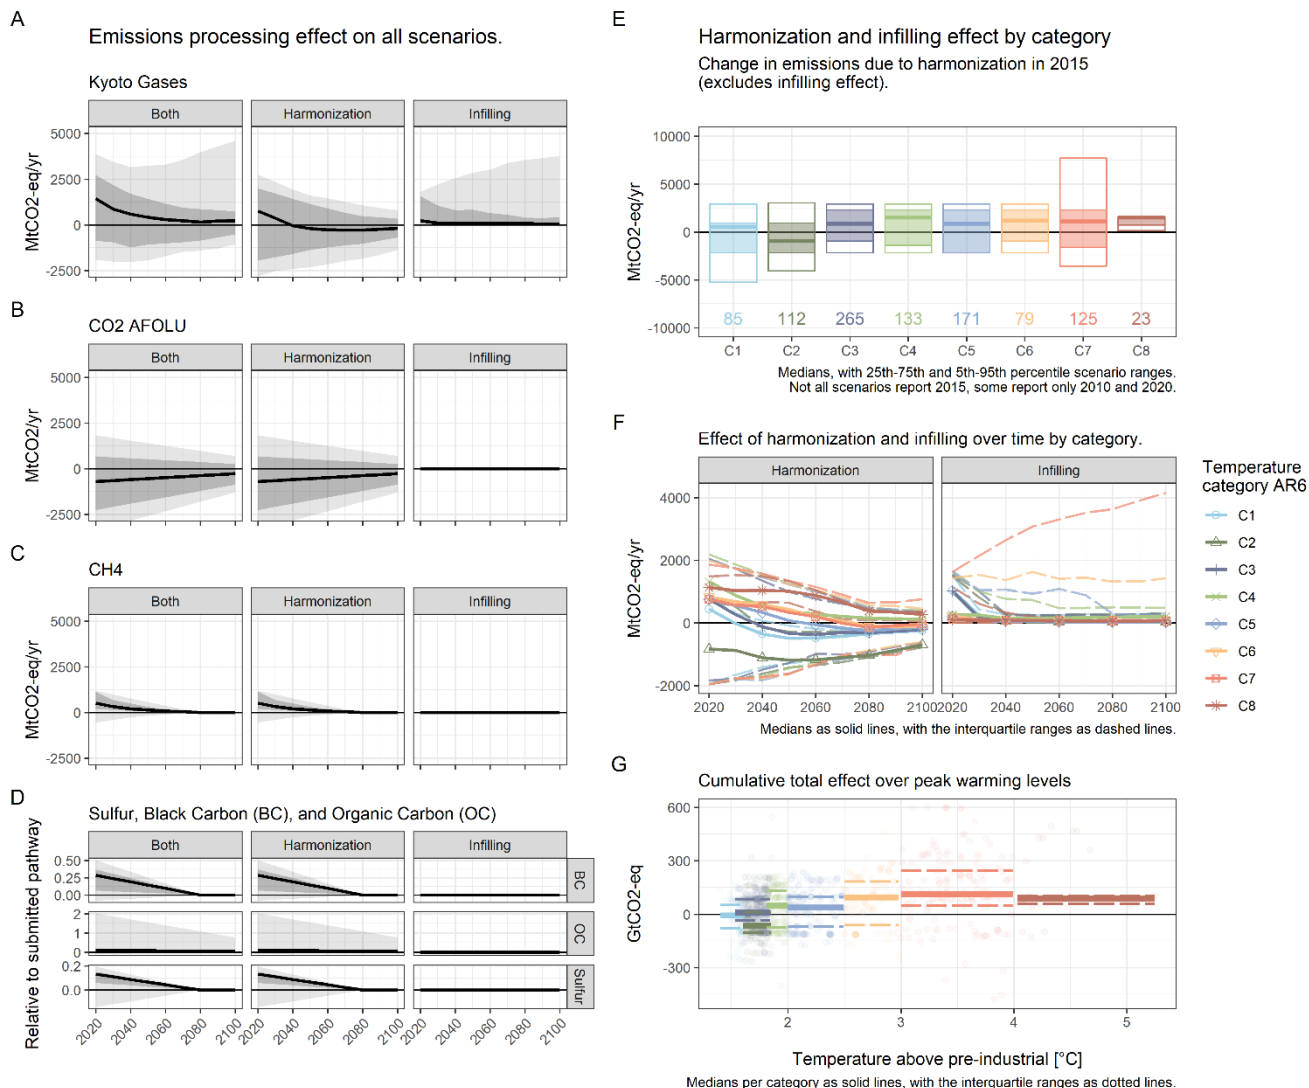 A
Emissions processing effect on all scenarios.
Kyoto Gases
Both
Harmonization
Infilling
MtCO2-eq/yr
5000
2500
0
-2500
B
CO2 AFOLU
Both
Harmonization
Infilling
MtCO2/yr
5000
2500
0
-2500
C
CH4
Both
Harmonization
Infilling
MtCO2-eq/yr
5000
2500
0
-2500
D
Sulfur, Black Carbon (BC), and Organic Carbon (OC)
Both
Harmonization
Infilling
Relative to submitted pathway
0.50
0.25
0.00
BC
2
1
0
OC
0.2
0.0
Sulfur
2020 2040 2060 2080 2100 2020 2040 2060 2080 2100 2020 2040 2060 2080 2100
E
Harmonization and infilling effect by category
Change in emissions due to harmonization in 2015
(excludes infilling effect).
MtCO2-eq/yr
10000
5000
0
-5000
-10000
85 112 265 133 171 79 125 23
C1 C2 C3 C4 C5 C6 C7 C8
Medians, with 25th-75th and 5th-95th percentile scenario ranges.
Not all scenarios report 2015, some report only 2010 and 2020.
F
Effect of harmonization and infilling over time by category.
Harmonization
Infilling
MtCO2-eq/yr
4000
2000
0
-2000
2020 2040 2060 2080 2100 2020 2040 2060 2080 2100
Medians as solid lines, with the interquartile ranges as dashed lines.
Temperature
category AR6
C1
C2
C3
C4
C5
C6
C7
C8
G
Cumulative total effect over peak warming levels
GtCO2-eq
600
300
0
-300
2 3 4 5
Temperature above pre-industrial [°C]
Medians per category as solid lines, with the interquartile ranges as dotted lines.